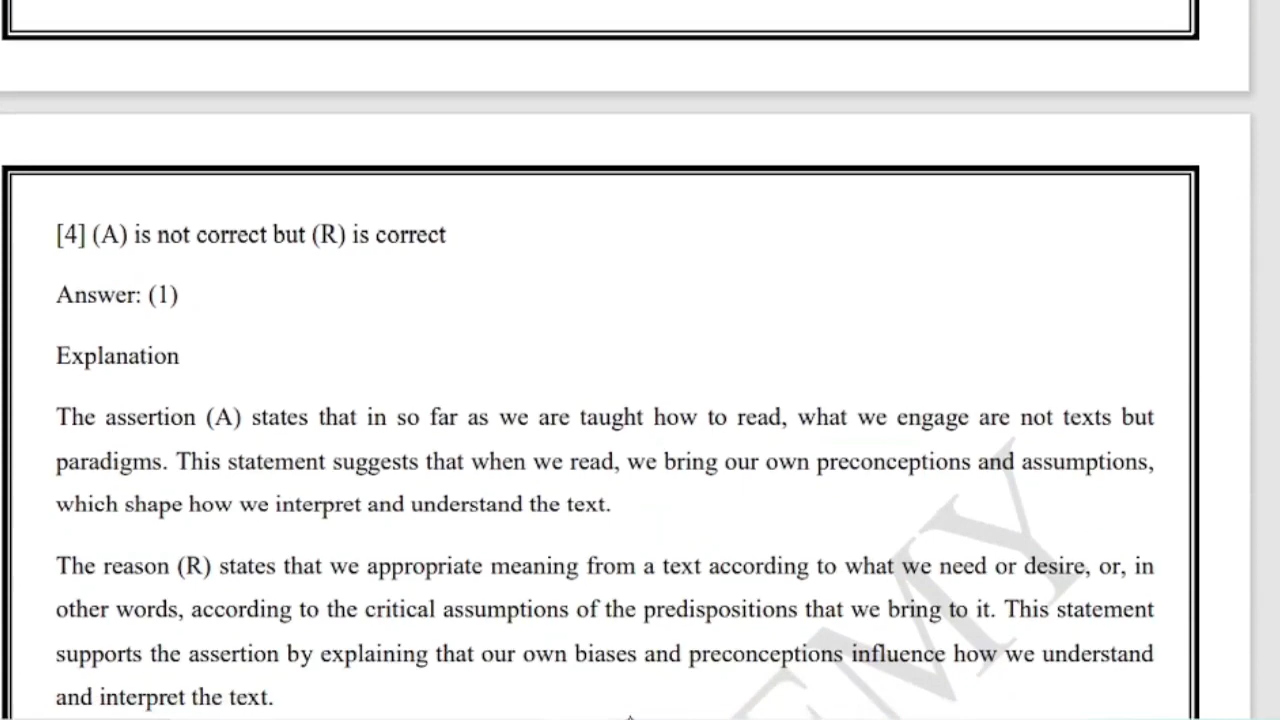 [4] (A) is not correct but (R) is correct
Answer: (1)
Explanation
The assertion (A) states that in so far as we are taught how to read, what we engage are not texts but
paradigms. This statement suggests that when we read, we bring our own preconceptions and assumptions,
which shape how we interpret and understand the text.
The reason (R) states that we appropriate meaning from a text according to what we need or desire, or, in
other words, according to the critical assumptions of the predispositions that we bring to it. This statement
supports the assertion by explaining that our own biases and preconceptions influence how we understand
and interpret the text.
EMY